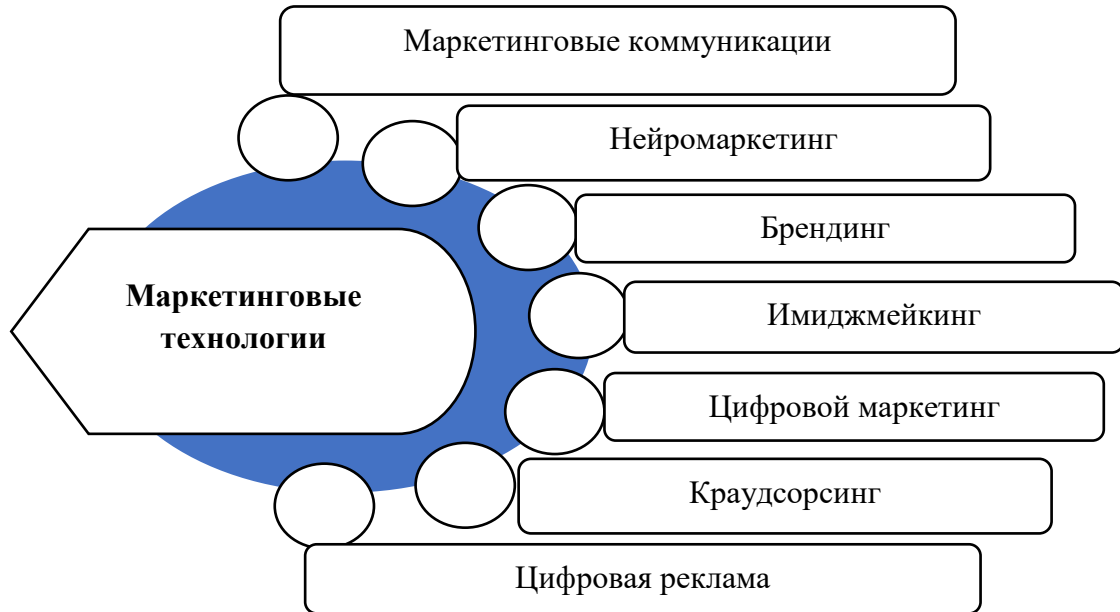 Маркетинговые коммуникации
Нейромаркетинг
Брендинг
Маркетинговые
технологии
Имиджмейкинг
Цифровой маркетинг
Краудсорсинг
Цифровая реклама